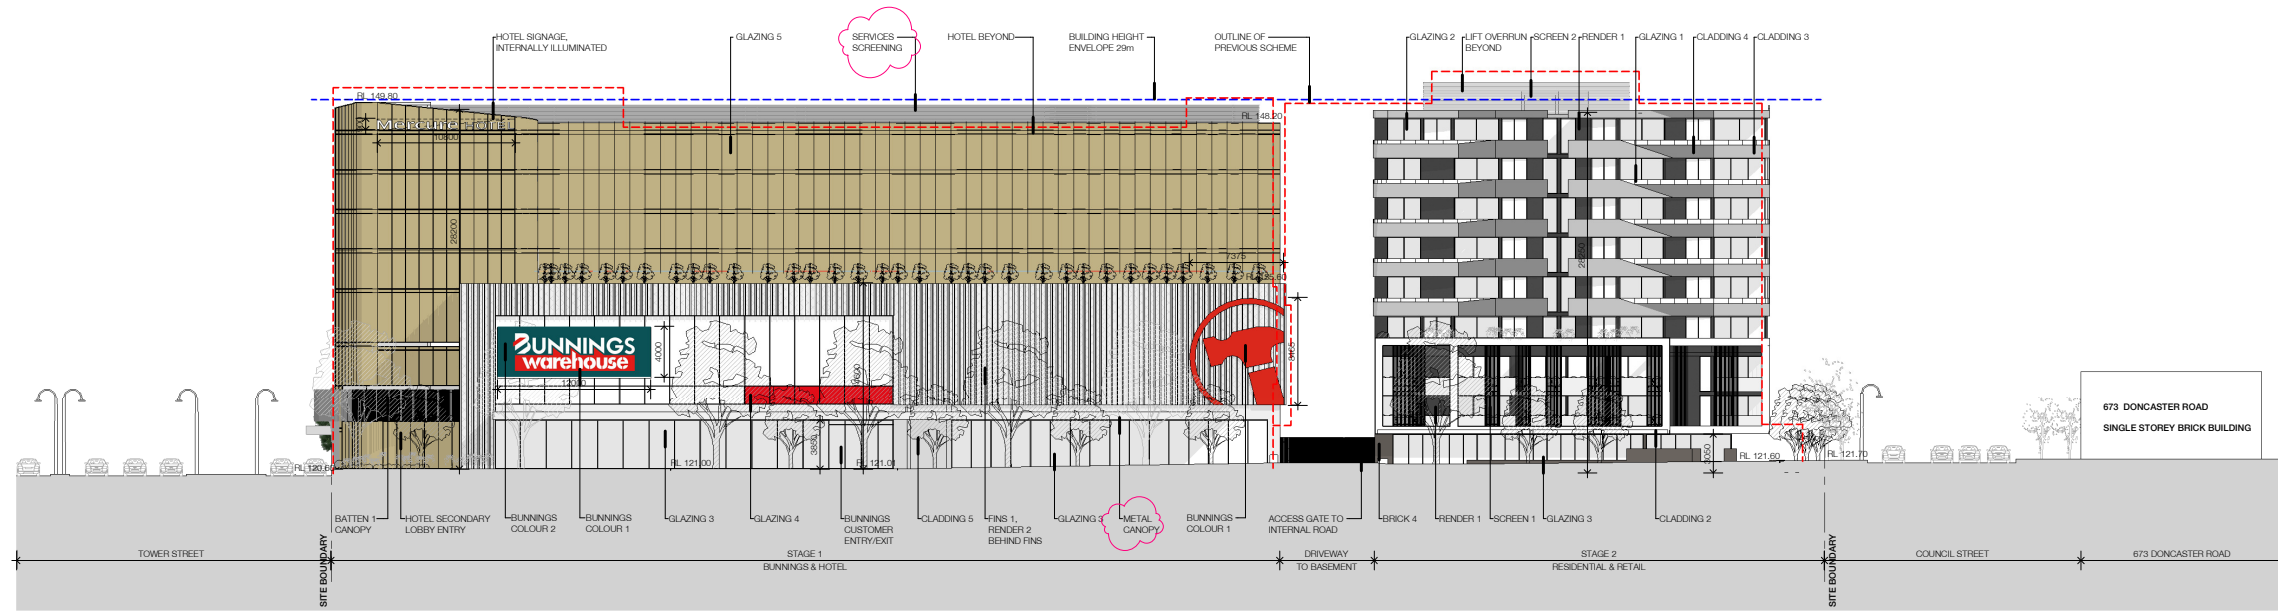 HOTEL SIGNAGE,
INTERNALLY ILLUMINATED
GLAZING 5
SERVICES
SCREENING
HOTEL BEYOND
BUILDING HEIGHT
ENVELOPE 29m
OUTLINE OF
PREVIOUS SCHEME
GLAZING 2
LIFT OVERRUN
BEYOND
SCREEN 2
RENDER 1
GLAZING 1
CLADDING 4
CLADDING 3
RL 149.80
Mercure HOTEL
10800
RL 148.20
28200
7375
BUNNINGS
warehouse
4000
12000
3850
RL 120.60
RL 121.00
RL 121.01
3050
RL 121.60
RL 121.70
673 DONCASTER ROAD
SINGLE STOREY BRICK BUILDING
BATTEN 1
CANOPY
HOTEL SECONDARY
LOBBY ENTRY
BUNNINGS
COLOUR 2
BUNNINGS
COLOUR 1
GLAZING 3
GLAZING 4
BUNNINGS
CUSTOMER
ENTRY/EXIT
CLADDING 5
FINS 1,
RENDER 2
BEHIND FINS
GLAZING 3
METAL
CANOPY
BUNNINGS
COLOUR 1
ACCESS GATE TO
INTERNAL ROAD
BRICK 4
RENDER 1
SCREEN 1
GLAZING 3
CLADDING 2
TOWER STREET
SITE BOUNDARY
STAGE 1
BUNNINGS & HOTEL
DRIVEWAY
TO BASEMENT
STAGE 2
RESIDENTIAL & RETAIL
SITE BOUNDARY
COUNCIL STREET
673 DONCASTER ROAD